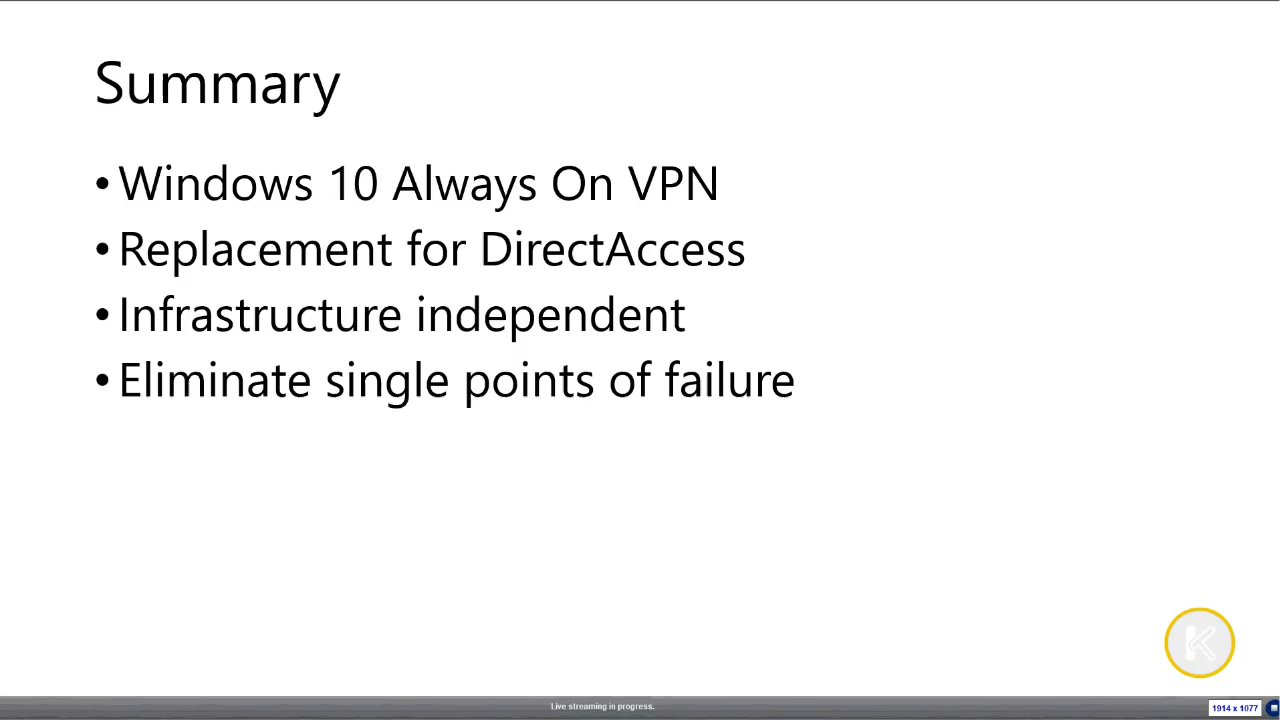 Summary
• Windows 10 Always On VPN
• Replacement for DirectAccess
• Infrastructure independent
• Eliminate single points of failure
K
Live streaming in progress.
1914 x 1077